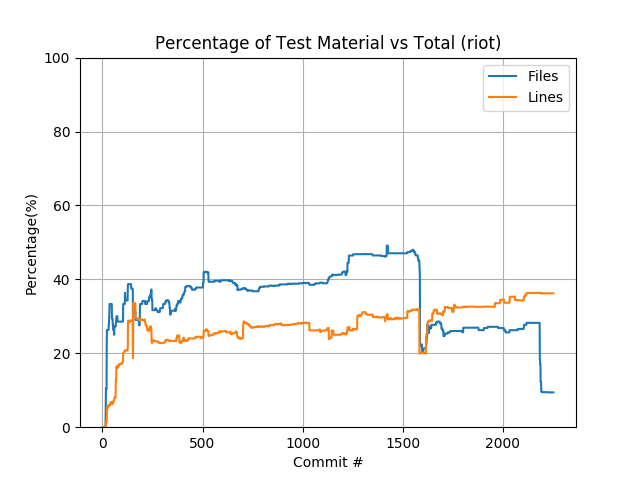 Percentage of Test Material vs Total (riot)
Files
Lines
100
80
60
40
20
0
Percentage(%)
0 500 1000 1500 2000
Commit #